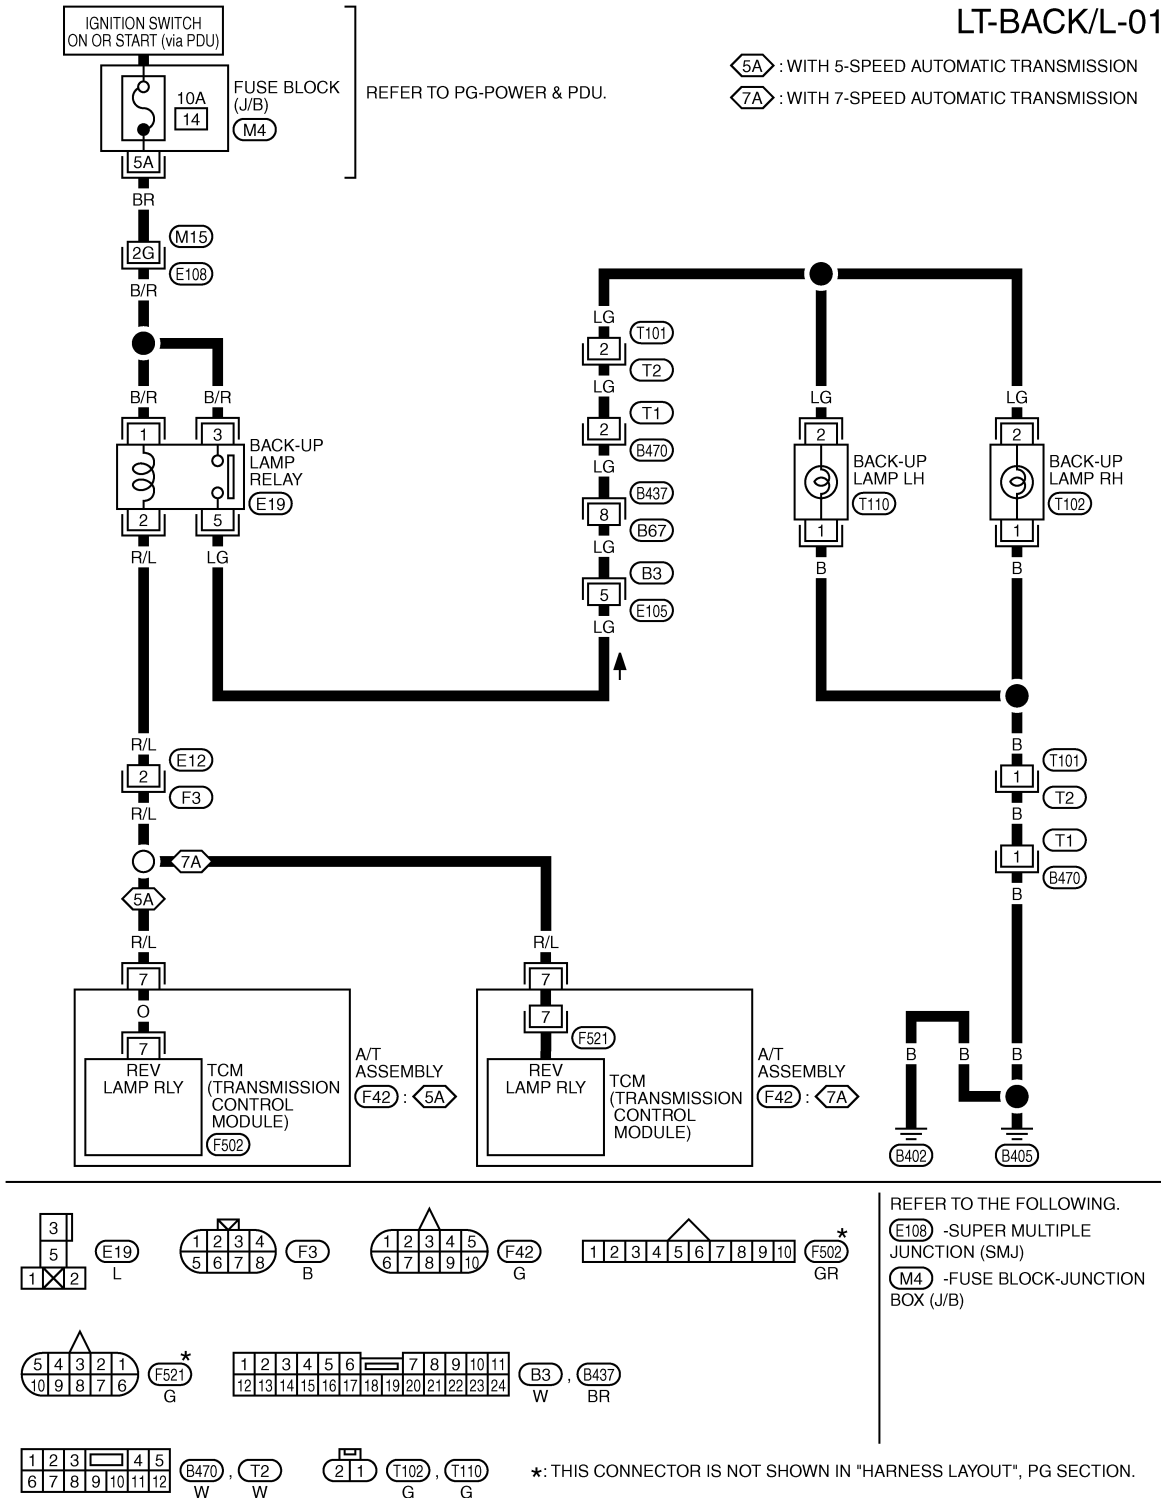 LT-BACK/L-01
IGNITION SWITCH
ON OR START (via PDU)
10A
14
FUSE BLOCK
(J/B)
M4
REFER TO PG-POWER & PDU.
5A : WITH 5-SPEED AUTOMATIC TRANSMISSION
7A : WITH 7-SPEED AUTOMATIC TRANSMISSION
5A
BR
M15
2G
E108
B/R
B/R B/R
1 3
BACK-UP
LAMP
RELAY
E19
2 5
R/L LG
LG
T101
2
T2
LG
T1
2
B470
LG
B437
8
B67
LG
B3
5
E105
LG
LG LG
2 2
BACK-UP
LAMP LH
T110
BACK-UP
LAMP RH
T102
1 1
B B
R/L
E12
2
F3
R/L
7A
5A
R/L
7
O
7
REV
LAMP RLY
TCM
(TRANSMISSION
CONTROL
MODULE)
F502
A/T
ASSEMBLY
F42 : 5A
R/L
7
7
F521
REV
LAMP RLY
TCM
(TRANSMISSION
CONTROL
MODULE)
A/T
ASSEMBLY
F42 : 7A
B
T101
1
T2
B
T1
1
B470
B
B B B
B402 B405
3
5
1 2
E19
L
1 2 3 4
5 6 7 8
F3
B
1 2 3 4 5
6 7 8 9 10
F42
G
1 2 3 4 5 6 7 8 9 10
*
F502
GR
REFER TO THE FOLLOWING.
E108 -SUPER MULTIPLE
JUNCTION (SMJ)
M4 -FUSE BLOCK-JUNCTION
BOX (J/B)
5 4 3 2 1
10 9 8 7 6
*
F521
G
1 2 3 4 5 6 7 8 9 10 11
12 13 14 15 16 17 18 19 20 21 22 23 24
B3 , B437
W BR
1 2 3 4 5
6 7 8 9 10 11 12
B470 , T2
W W
2 1
T102 , T110
G G
*: THIS CONNECTOR IS NOT SHOWN IN "HARNESS LAYOUT", PG SECTION.